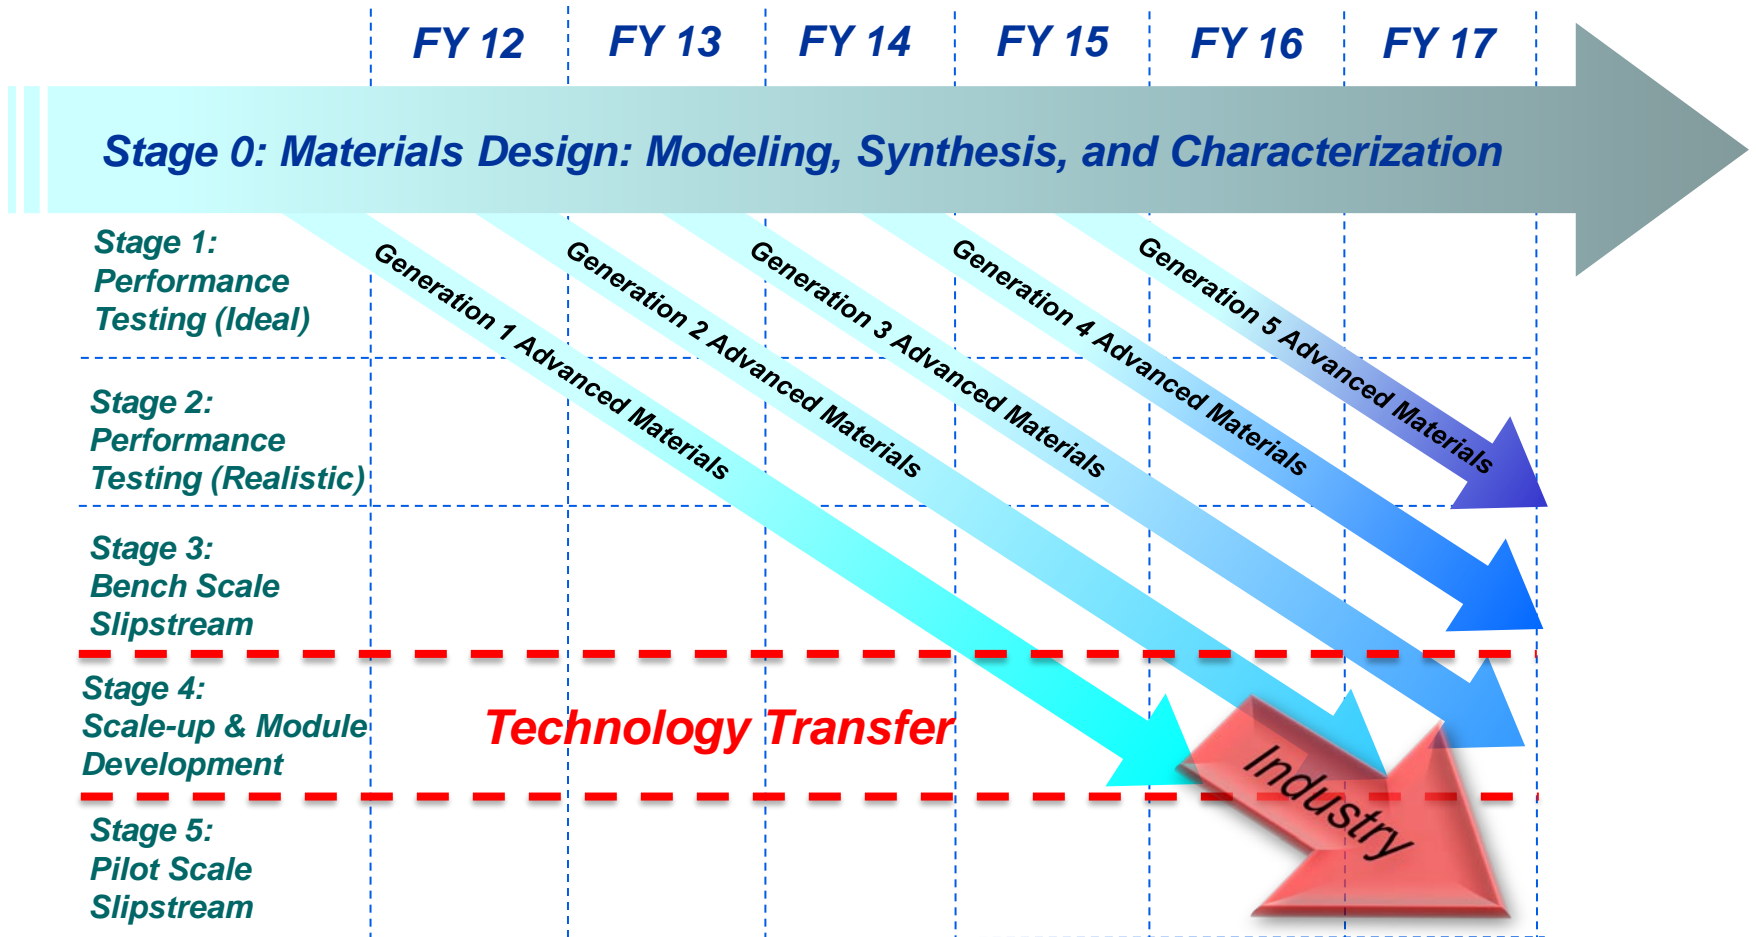 FY 12 FY 13 FY 14 FY 15 FY 16 FY 17
Stage 0: Materials Design: Modeling, Synthesis, and Characterization
Stage 1:
Performance
Testing (Ideal)
Generation 1 Advanced Materials
Generation 2 Advanced Materials
Generation 3 Advanced Materials
Generation 4 Advanced Materials
Generation 5 Advanced Materials
Stage 2:
Performance
Testing (Realistic)
Stage 3:
Bench Scale
Slipstream
Stage 4:
Scale-up & Module
Development
Technology Transfer
Industry
Stage 5:
Pilot Scale
Slipstream